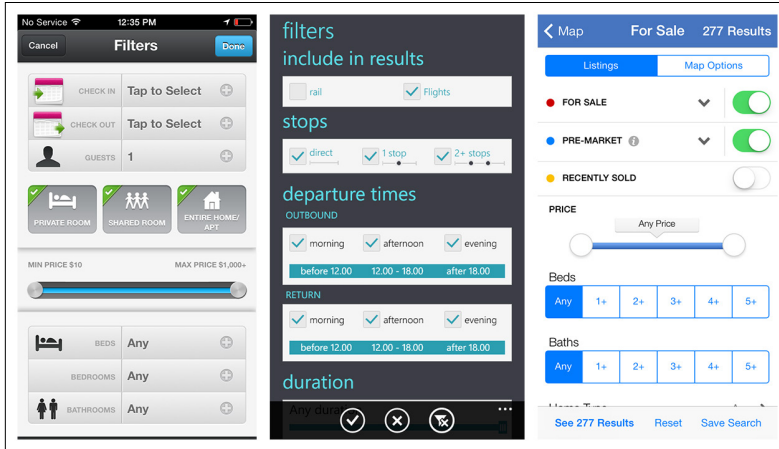 No Service 12:35 PM
Cancel Filters Done
CHECK IN Tap to Select
CHECK OUT Tap to Select
GUESTS 1
PRIVATE ROOM SHARED ROOM ENTIRE HOME/
APT
MIN PRICE $10 MAX PRICE $1,000+
BEDS Any
BEDROOMS Any
BATHROOMS Any
filters
include in results
rail Flights
stops
direct 1 stop 2+ stops
departure times
OUTBOUND
morning afternoon evening
before 12.00 12.00 - 18.00 after 18.00
RETURN
morning afternoon evening
before 12.00 12.00 - 18.00 after 18.00
duration
Any duration
...
Map For Sale 277 Results
Listings Map Options
FOR SALE
PRE-MARKET
RECENTLY SOLD
PRICE
Any Price
Beds
Any 1+ 2+ 3+ 4+ 5+
Baths
Any 1+ 2+ 3+ 4+ 5+
Home Type
See 277 Results Reset Save Search